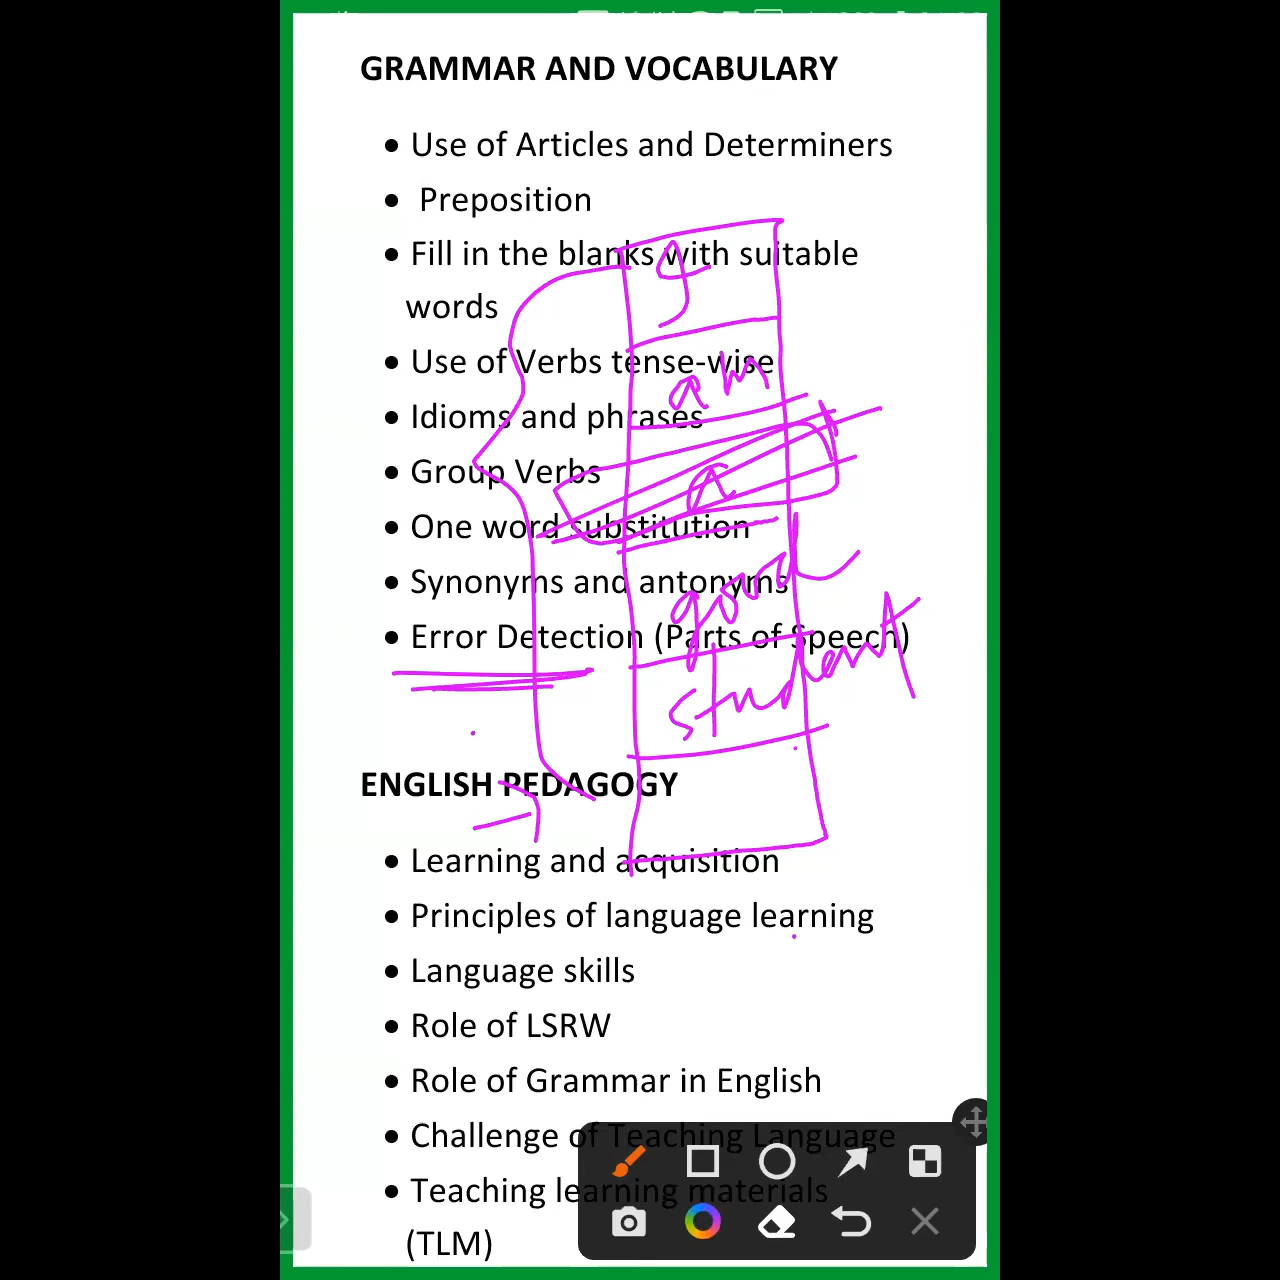 GRAMMAR AND VOCABULARY
• Use of Articles and Determiners
• Preposition
• Fill in the blanks with suitable
words
• Use of Verbs tense-wise
• Idioms and phrases
• Group Verbs
• One word substitution
• Synonyms and antonyms
• Error Detection (Parts of Speech)
I
am
a
good
student
ENGLISH PEDAGOGY
• Learning and acquisition
• Principles of language learning
• Language skills
• Role of LSRW
• Role of Grammar in English
• Challenge of Teaching Language
• Teaching learning materials
(TLM)